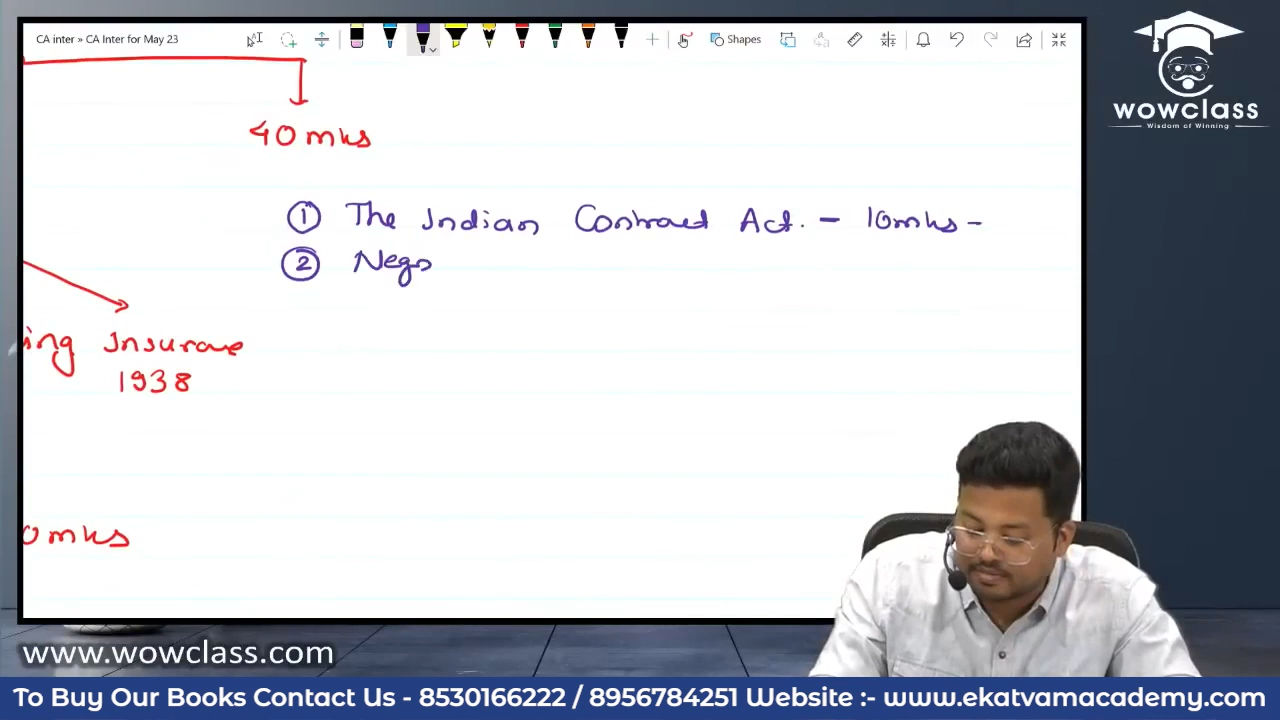 CA inter » CA Inter for May 23
Shapes
wowclass
Wisdom of Winning
40 mks
① The Indian Contract Act. - 10mks -
② Nego
ing Insurance
1938
0mks
www.wowclass.com
To Buy Our Books Contact Us - 8530166222 / 8956784251 Website :- www.ekatvamacademy.com